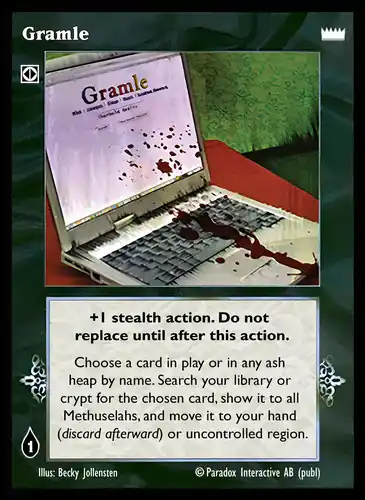 Gramle
Gramle
1
+1 stealth action. Do not
replace until after this action.
Choose a card in play or in any ash
heap by name. Search your library or
crypt for the chosen card, show it to all
Methuselahs, and move it to your hand
(discard afterward) or uncontrolled region.
Illus: Becky Jollensten
© Paradox Interactive AB (publ)